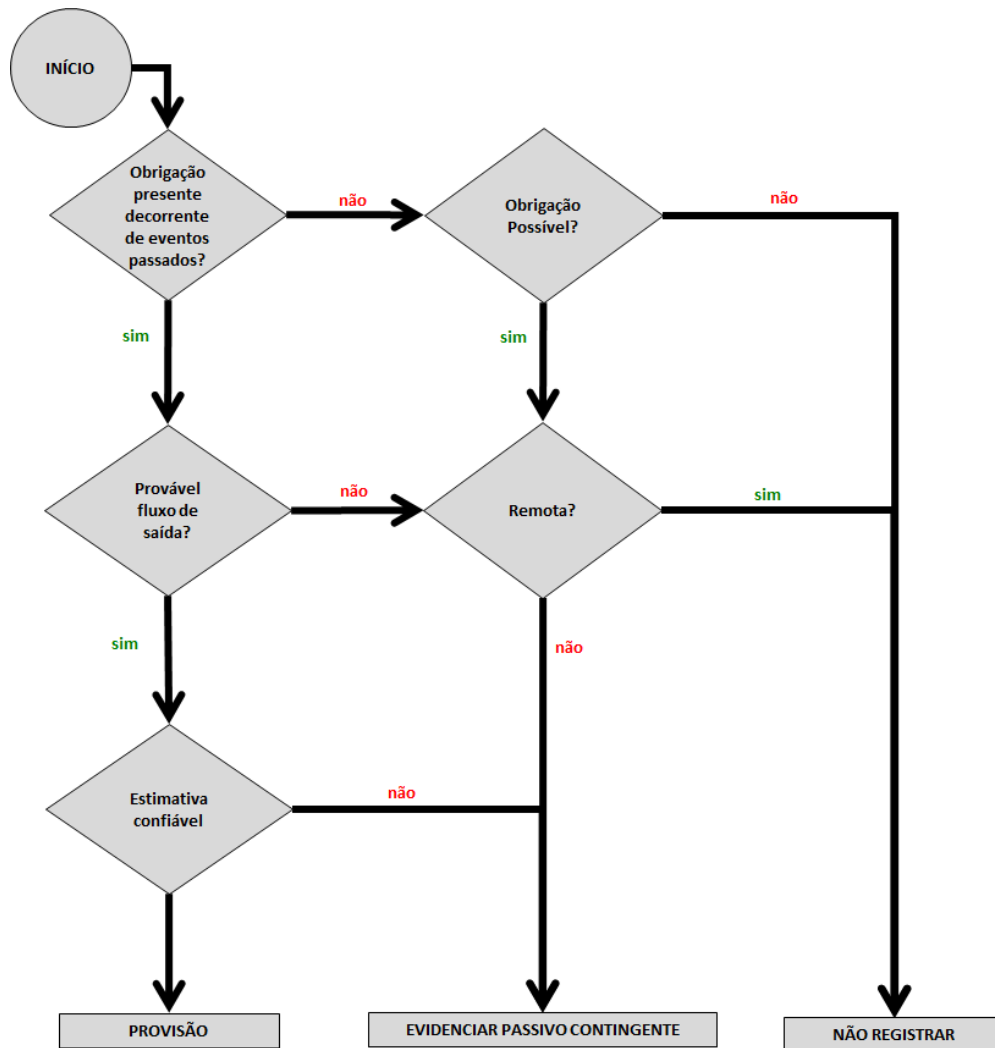 INÍCIO
Obrigação
presente
decorrente
de eventos
passados?
não
Obrigação
Possível?
não
sim
sim
Provável
fluxo de
saída?
não
Remota?
sim
sim
não
Estimativa
confiável
não
PROVISÃO
EVIDENCIAR PASSIVO CONTINGENTE
NÃO REGISTRAR